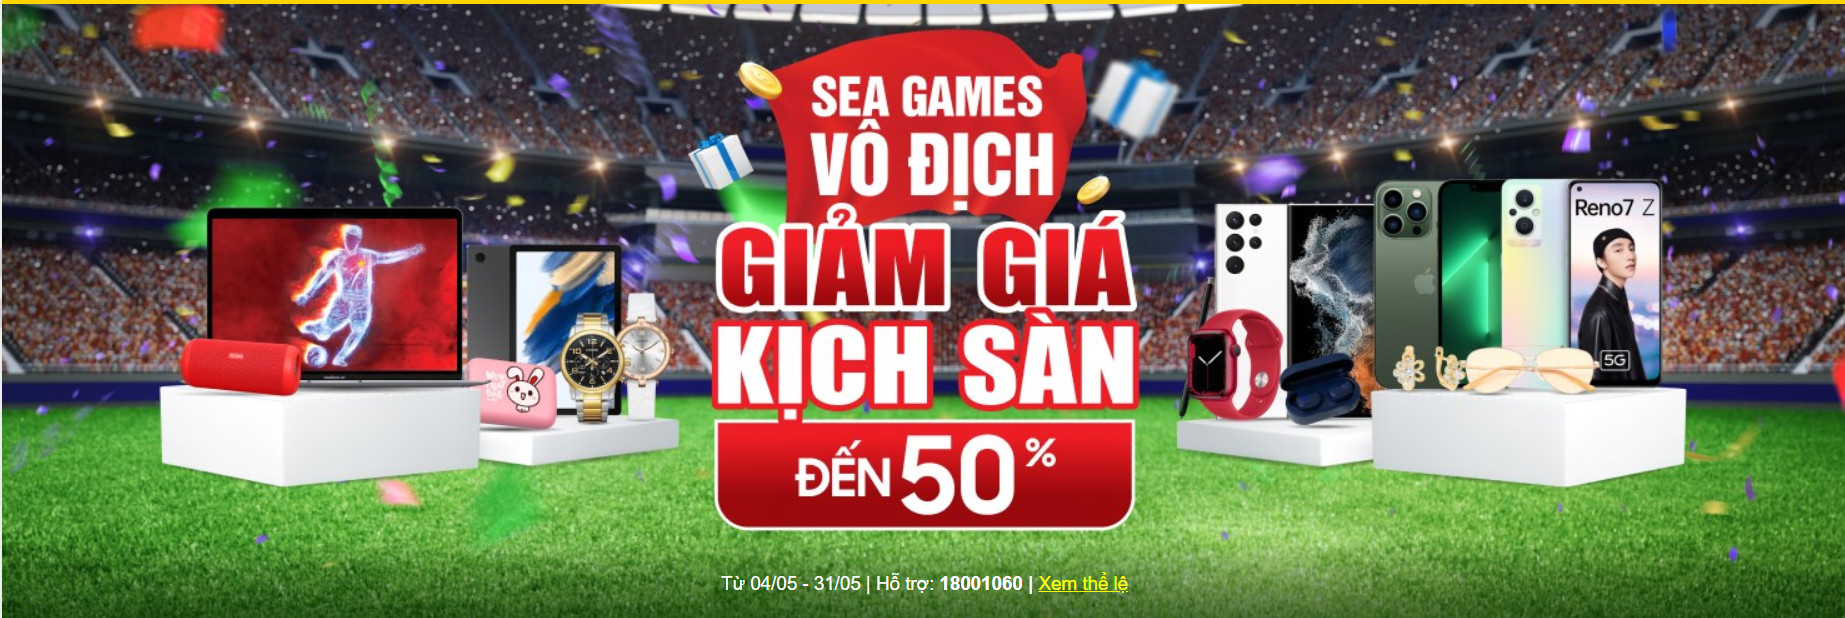 SEA GAMES
VÔ ĐỊCH
GIẢM GIÁ
KỊCH SÀN
ĐẾN 50%
Reno7 Z
5G
Từ 04/05 - 31/05 | Hỗ trợ: 18001060 | Xem thể lệ